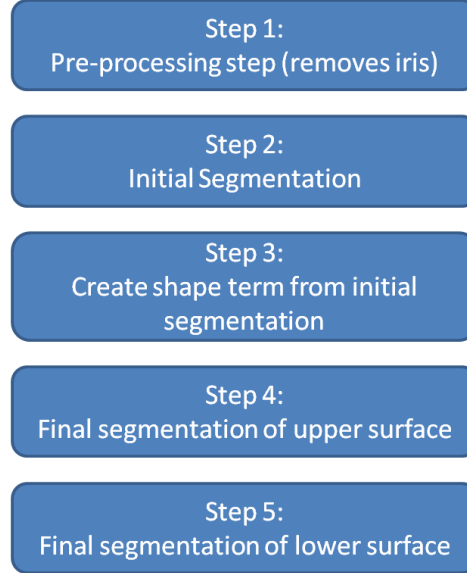 Step 1:
Pre-processing step (removes iris)
Step 2:
Initial Segmentation
Step 3:
Create shape term from initial
segmentation
Step 4:
Final segmentation of upper surface
Step 5:
Final segmentation of lower surface